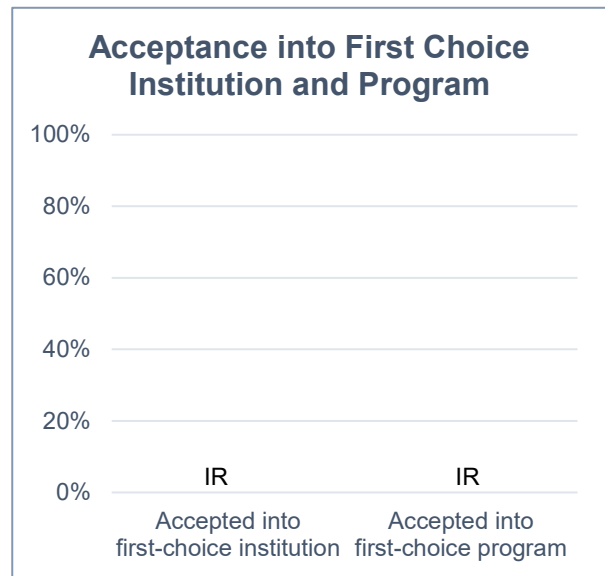 Acceptance into First Choice
Institution and Program
100%
80%
60%
40%
20%
0%
IR
IR
Accepted into
first-choice institution
Accepted into
first-choice program